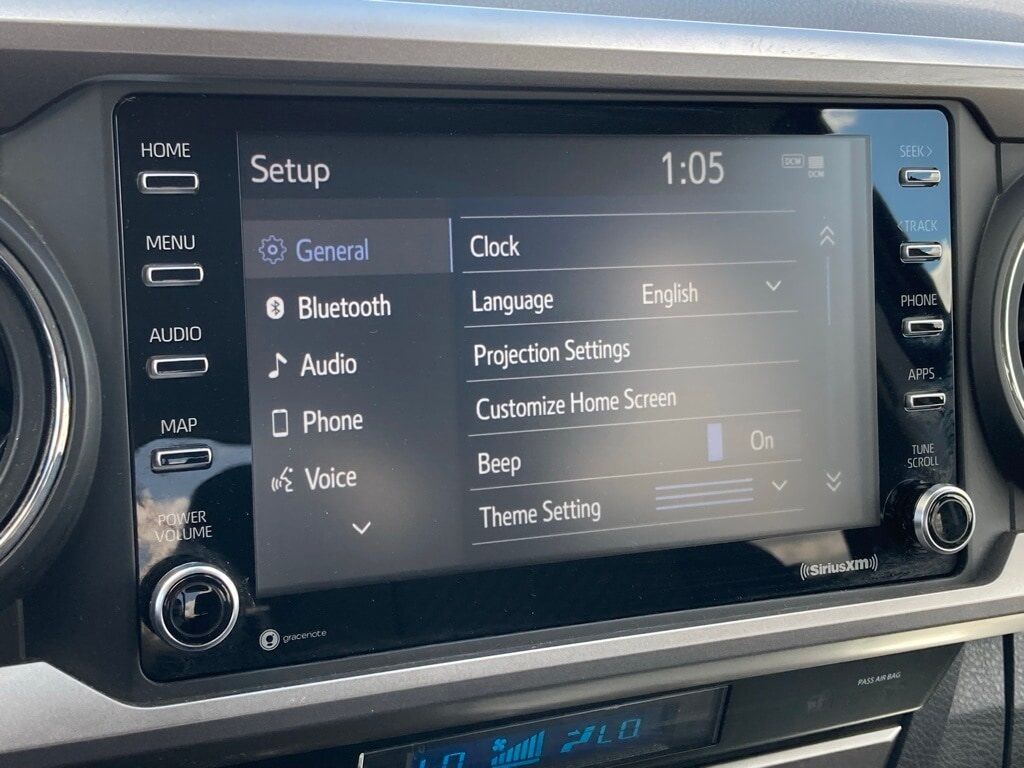 HOME
MENU
AUDIO
MAP
POWER
VOLUME
Setup
1:05
DCM
DCM
General
Bluetooth
Audio
Phone
Voice
Clock
Language English
Projection Settings
Customize Home Screen
Beep On
Theme Setting
SEEK >
< TRACK
PHONE
APPS
TUNE
SCROLL
SiriusXM
gracenote
PASS AIR BAG
LO LO